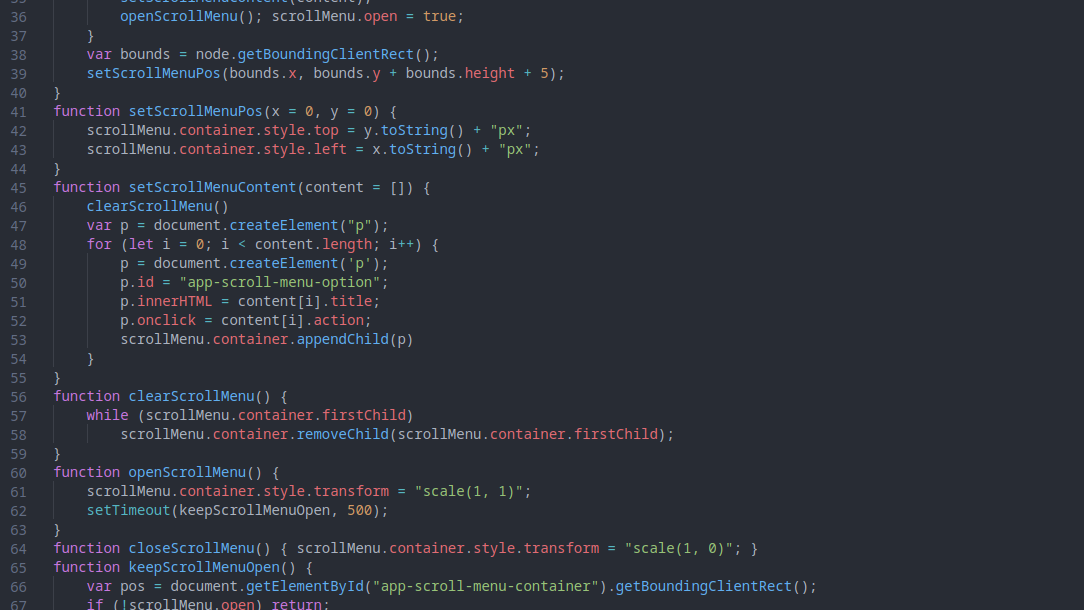 35 setScrollMenuContent(content);
36 openScrollMenu(); scrollMenu.open = true;
37 }
38 var bounds = node.getBoundingClientRect();
39 setScrollMenuPos(bounds.x, bounds.y + bounds.height + 5);
40 }
41 function setScrollMenuPos(x = 0, y = 0) {
42 scrollMenu.container.style.top = y.toString() + "px";
43 scrollMenu.container.style.left = x.toString() + "px";
44 }
45 function setScrollMenuContent(content = []) {
46 clearScrollMenu()
47 var p = document.createElement("p");
48 for (let i = 0; i < content.length; i++) {
49 p = document.createElement('p');
50 p.id = "app-scroll-menu-option";
51 p.innerHTML = content[i].title;
52 p.onclick = content[i].action;
53 scrollMenu.container.appendChild(p)
54 }
55 }
56 function clearScrollMenu() {
57 while (scrollMenu.container.firstChild)
58 scrollMenu.container.removeChild(scrollMenu.container.firstChild);
59 }
60 function openScrollMenu() {
61 scrollMenu.container.style.transform = "scale(1, 1)";
62 setTimeout(keepScrollMenuOpen, 500);
63 }
64 function closeScrollMenu() { scrollMenu.container.style.transform = "scale(1, 0)"; }
65 function keepScrollMenuOpen() {
66 var pos = document.getElementById("app-scroll-menu-container").getBoundingClientRect();
67 if (!scrollMenu.open) return;